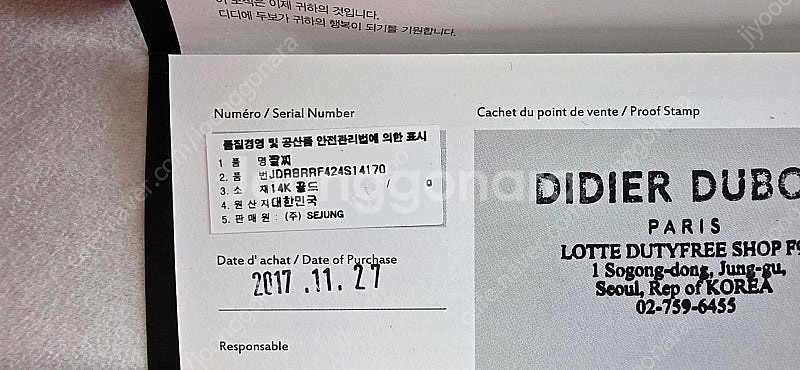 이제 귀하의 것입니다.
디디에 두보가 귀하의 행복이 되기를 기원합니다.
Numéro / Serial Number
Cachet du point de vente / Proof Stamp
품질경영 및 공산품 안전관리법에 의한 표시
1 품 명 팔찌
2. 품 번 JDRBRRF424S14170
3. 소 재 14K 골드 / g
4. 원 산 지 대한민국
5. 판 매 원 : (주) SEJUNG
DIDIER DUBO
PARIS
LOTTE DUTYFREE SHOP F9
1 Sogong-dong, Jung-gu,
Seoul, Rep of KOREA
02-759-6455
Date d' achat / Date of Purchase
2017 .11. 27
Responsable